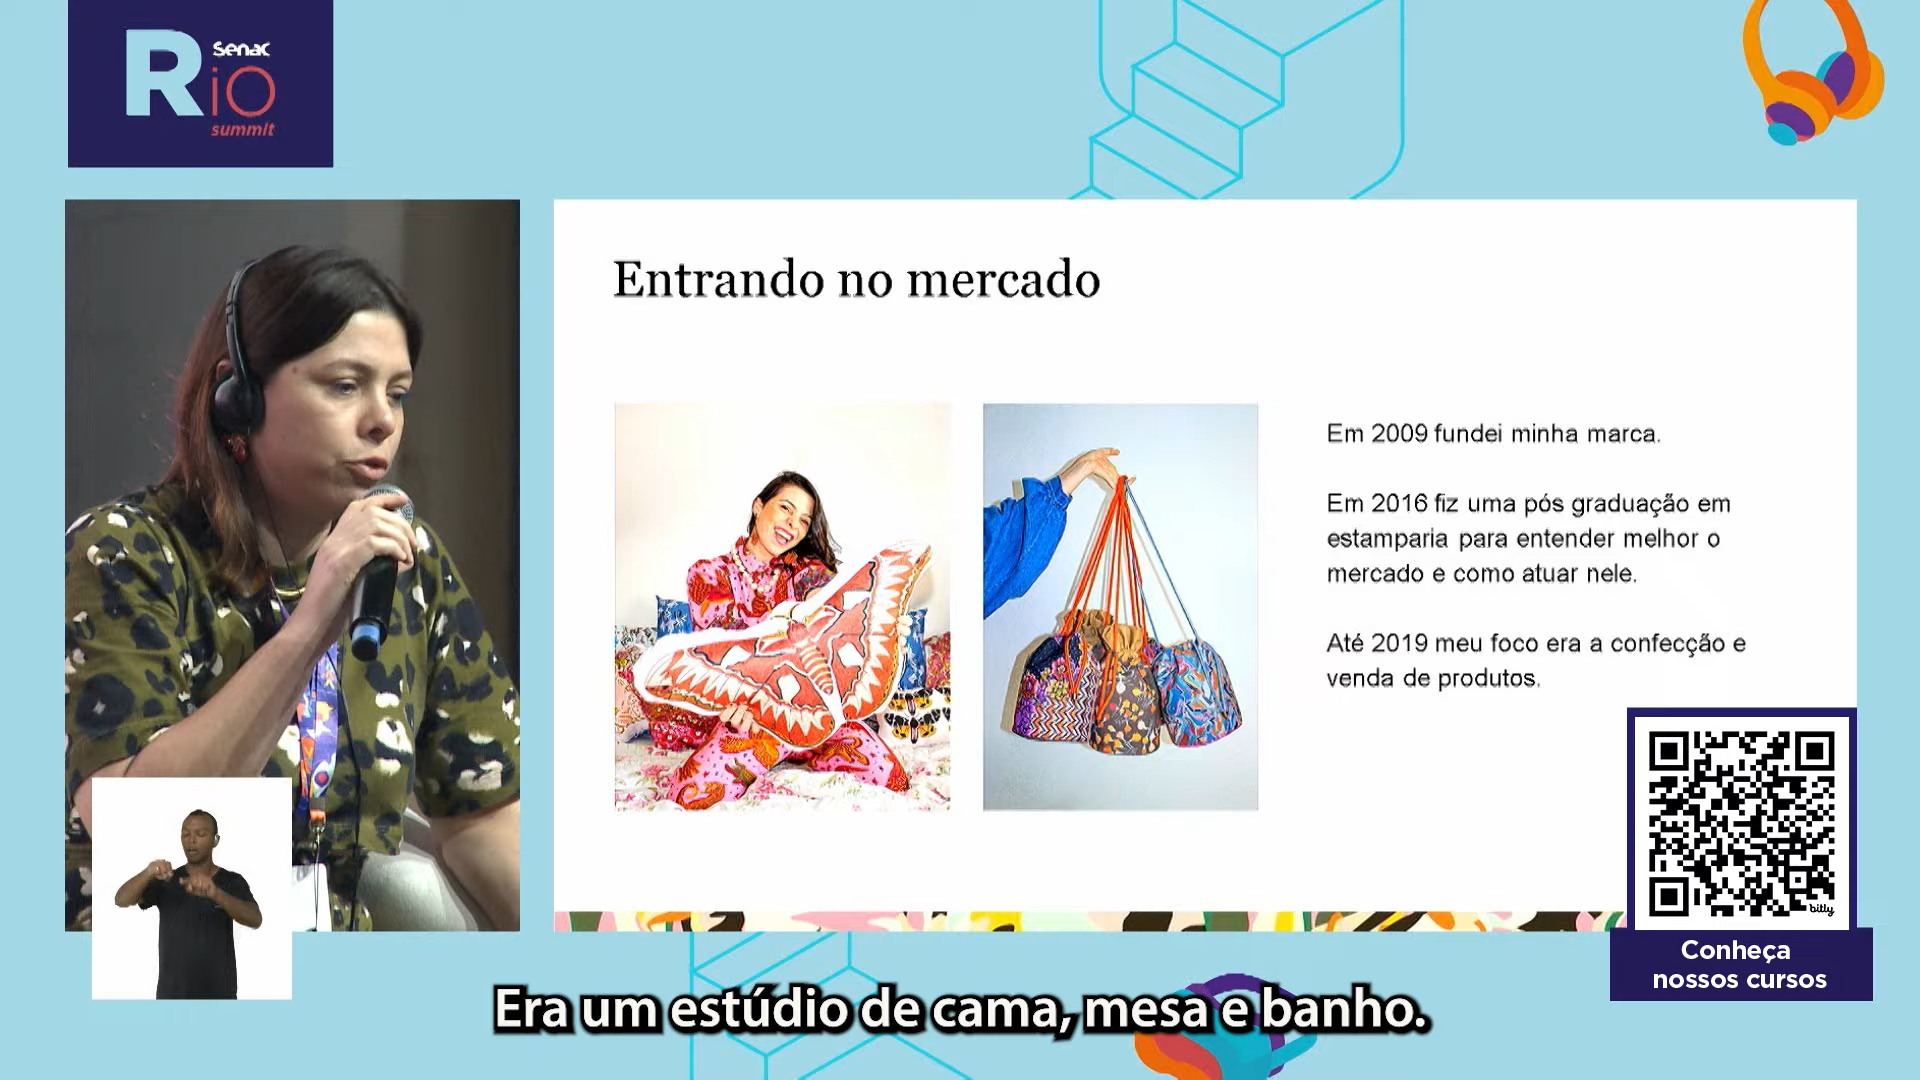 R Senac
iO
summit
Entrando no mercado
Em 2009 fundei minha marca.
Em 2016 fiz uma pós graduação em
estamparia para entender melhor o
mercado e como atuar nele.
Até 2019 meu foco era a confecção e
venda de produtos.
bitly
Conheça
nossos cursos
Era um estúdio de cama, mesa e banho.